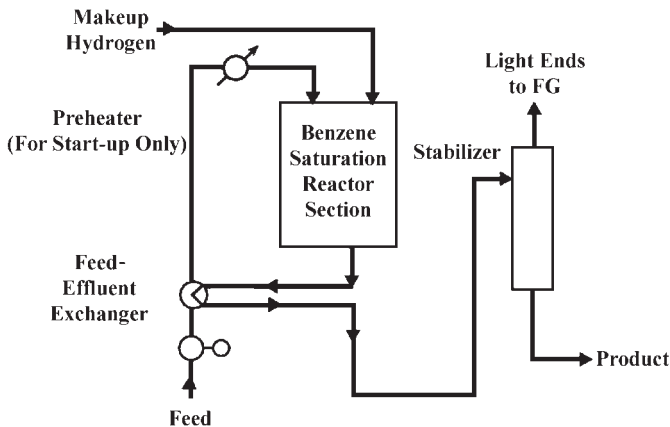 Makeup
Hydrogen
Light Ends
to FG
Preheater
(For Start-up Only)
Benzene
Saturation
Reactor
Section
Stabilizer
Feed-
Effluent
Exchanger
Product
Feed